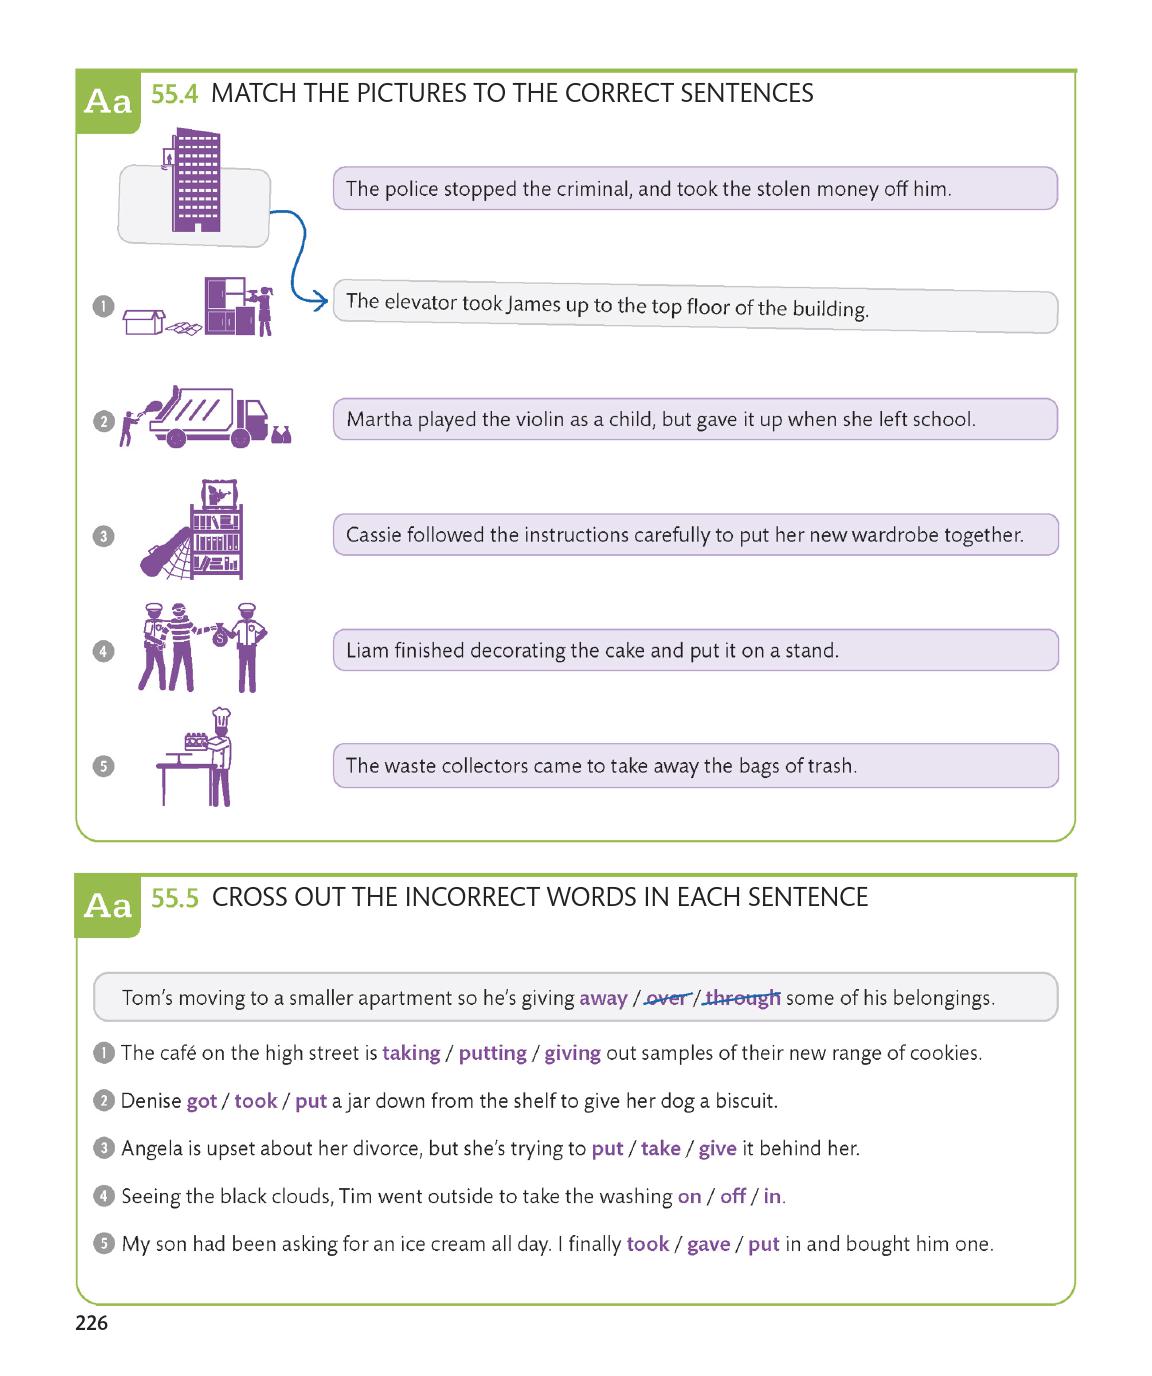 Aa 55.4 MATCH THE PICTURES TO THE CORRECT SENTENCES
The police stopped the criminal, and took the stolen money off him.
1 The elevator took James up to the top floor of the building.
2 Martha played the violin as a child, but gave it up when she left school.
3 Cassie followed the instructions carefully to put her new wardrobe together.
4 Liam finished decorating the cake and put it on a stand.
5 The waste collectors came to take away the bags of trash.
Aa 55.5 CROSS OUT THE INCORRECT WORDS IN EACH SENTENCE
Tom's moving to a smaller apartment so he's giving away / over / through some of his belongings.
1 The café on the high street is taking / putting / giving out samples of their new range of cookies.
2 Denise got / took / put a jar down from the shelf to give her dog a biscuit.
3 Angela is upset about her divorce, but she's trying to put / take / give it behind her.
4 Seeing the black clouds, Tim went outside to take the washing on / off / in.
5 My son had been asking for an ice cream all day. I finally took / gave / put in and bought him one.
226